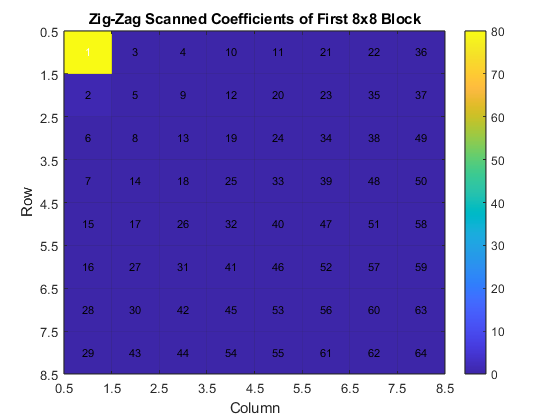 Zig-Zag Scanned Coefficients of First 8x8 Block
0.5 80
1 3 4 10 11 21 22 36
1.5 70
2 5 9 12 20 23 35 37
2.5 60
6 8 13 19 24 34 38 49
3.5 50
7 14 18 25 33 39 48 50
4.5 40
15 17 26 32 40 47 51 58
5.5 30
16 27 31 41 46 52 57 59
6.5 20
28 30 42 45 53 56 60 63
7.5 10
29 43 44 54 55 61 62 64
8.5 0
0.5 1.5 2.5 3.5 4.5 5.5 6.5 7.5 8.5
Column
Row